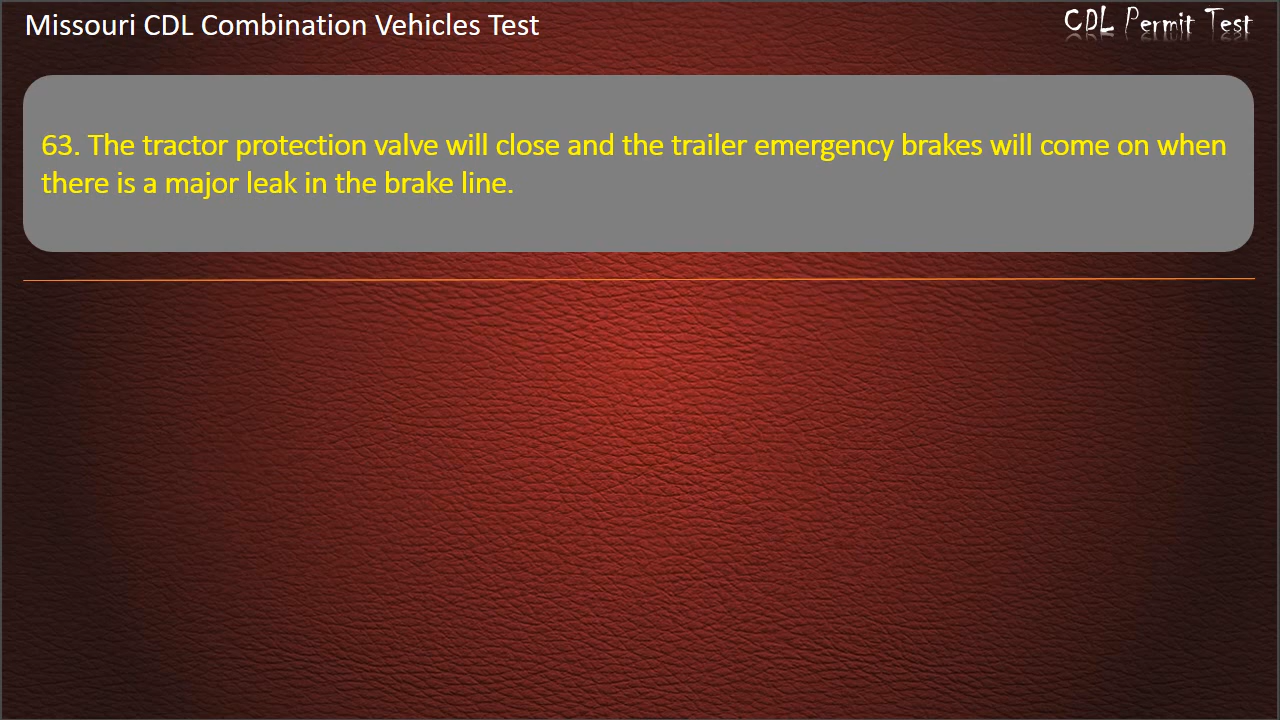 Missouri CDL Combination Vehicles Test
CDL Permit Test
63. The tractor protection valve will close and the trailer emergency brakes will come on when
there is a major leak in the brake line.